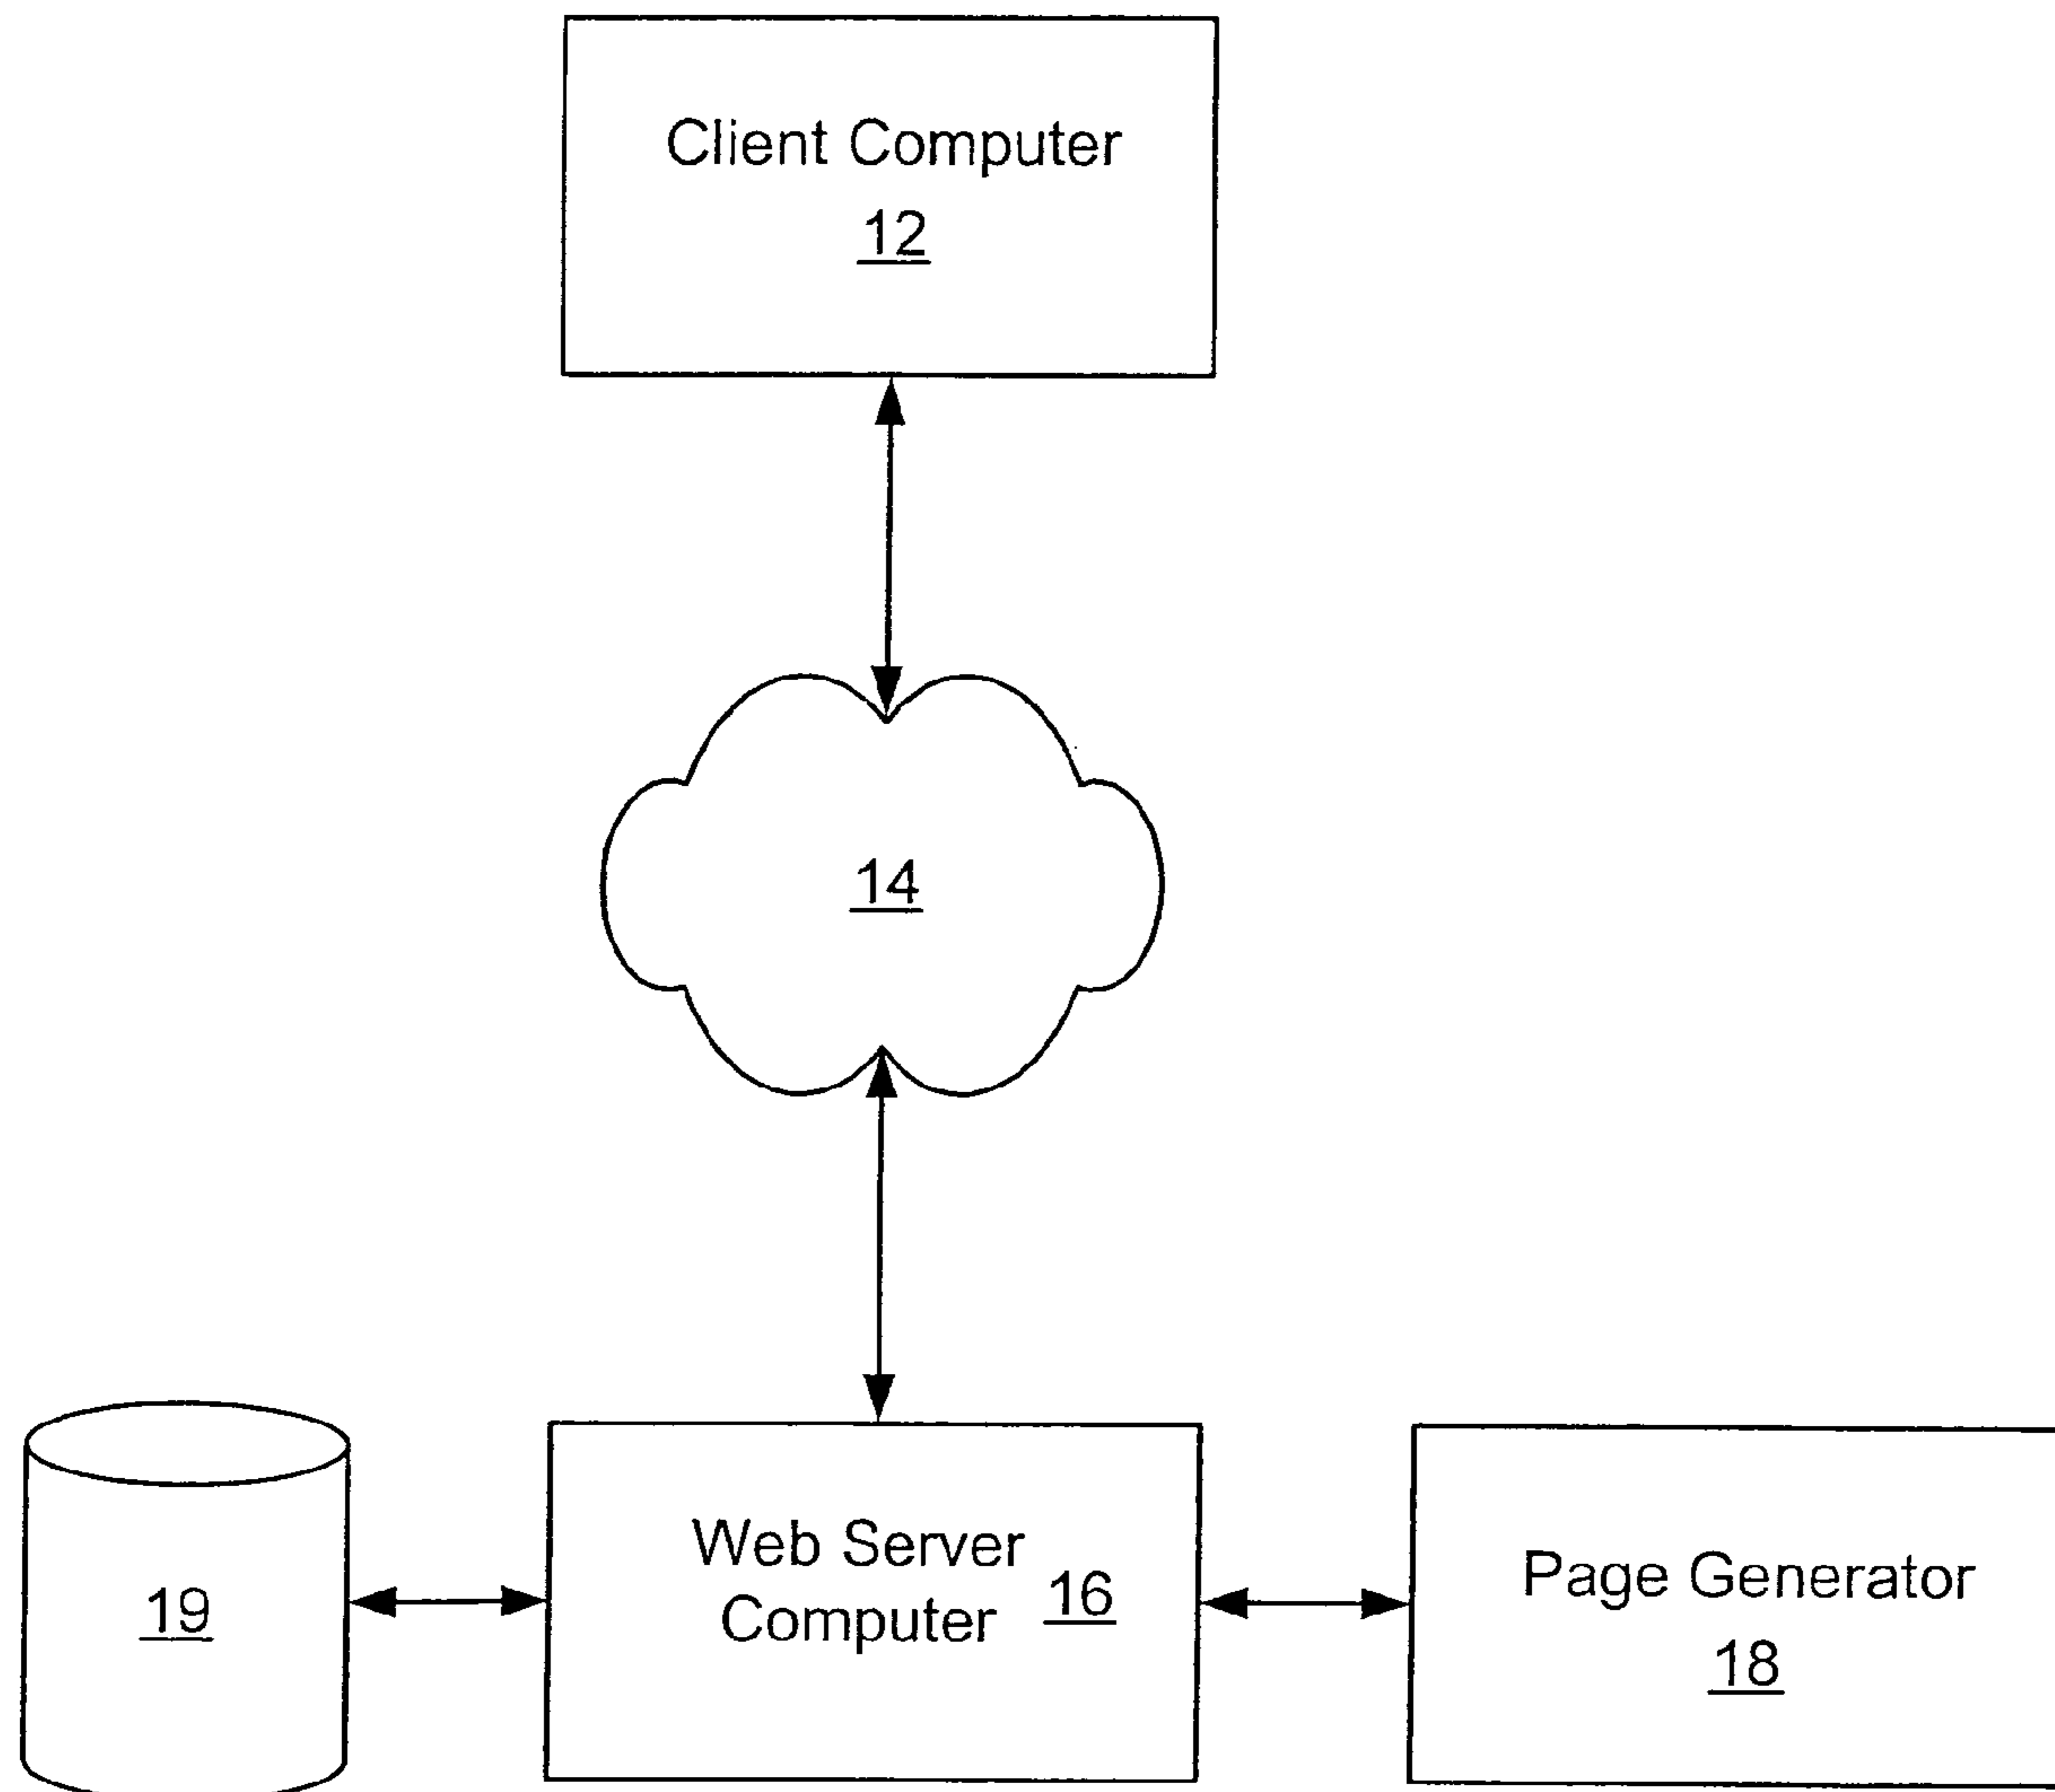 Client Computer
12
14
19
Web Server
Computer
16
Page Generator
18